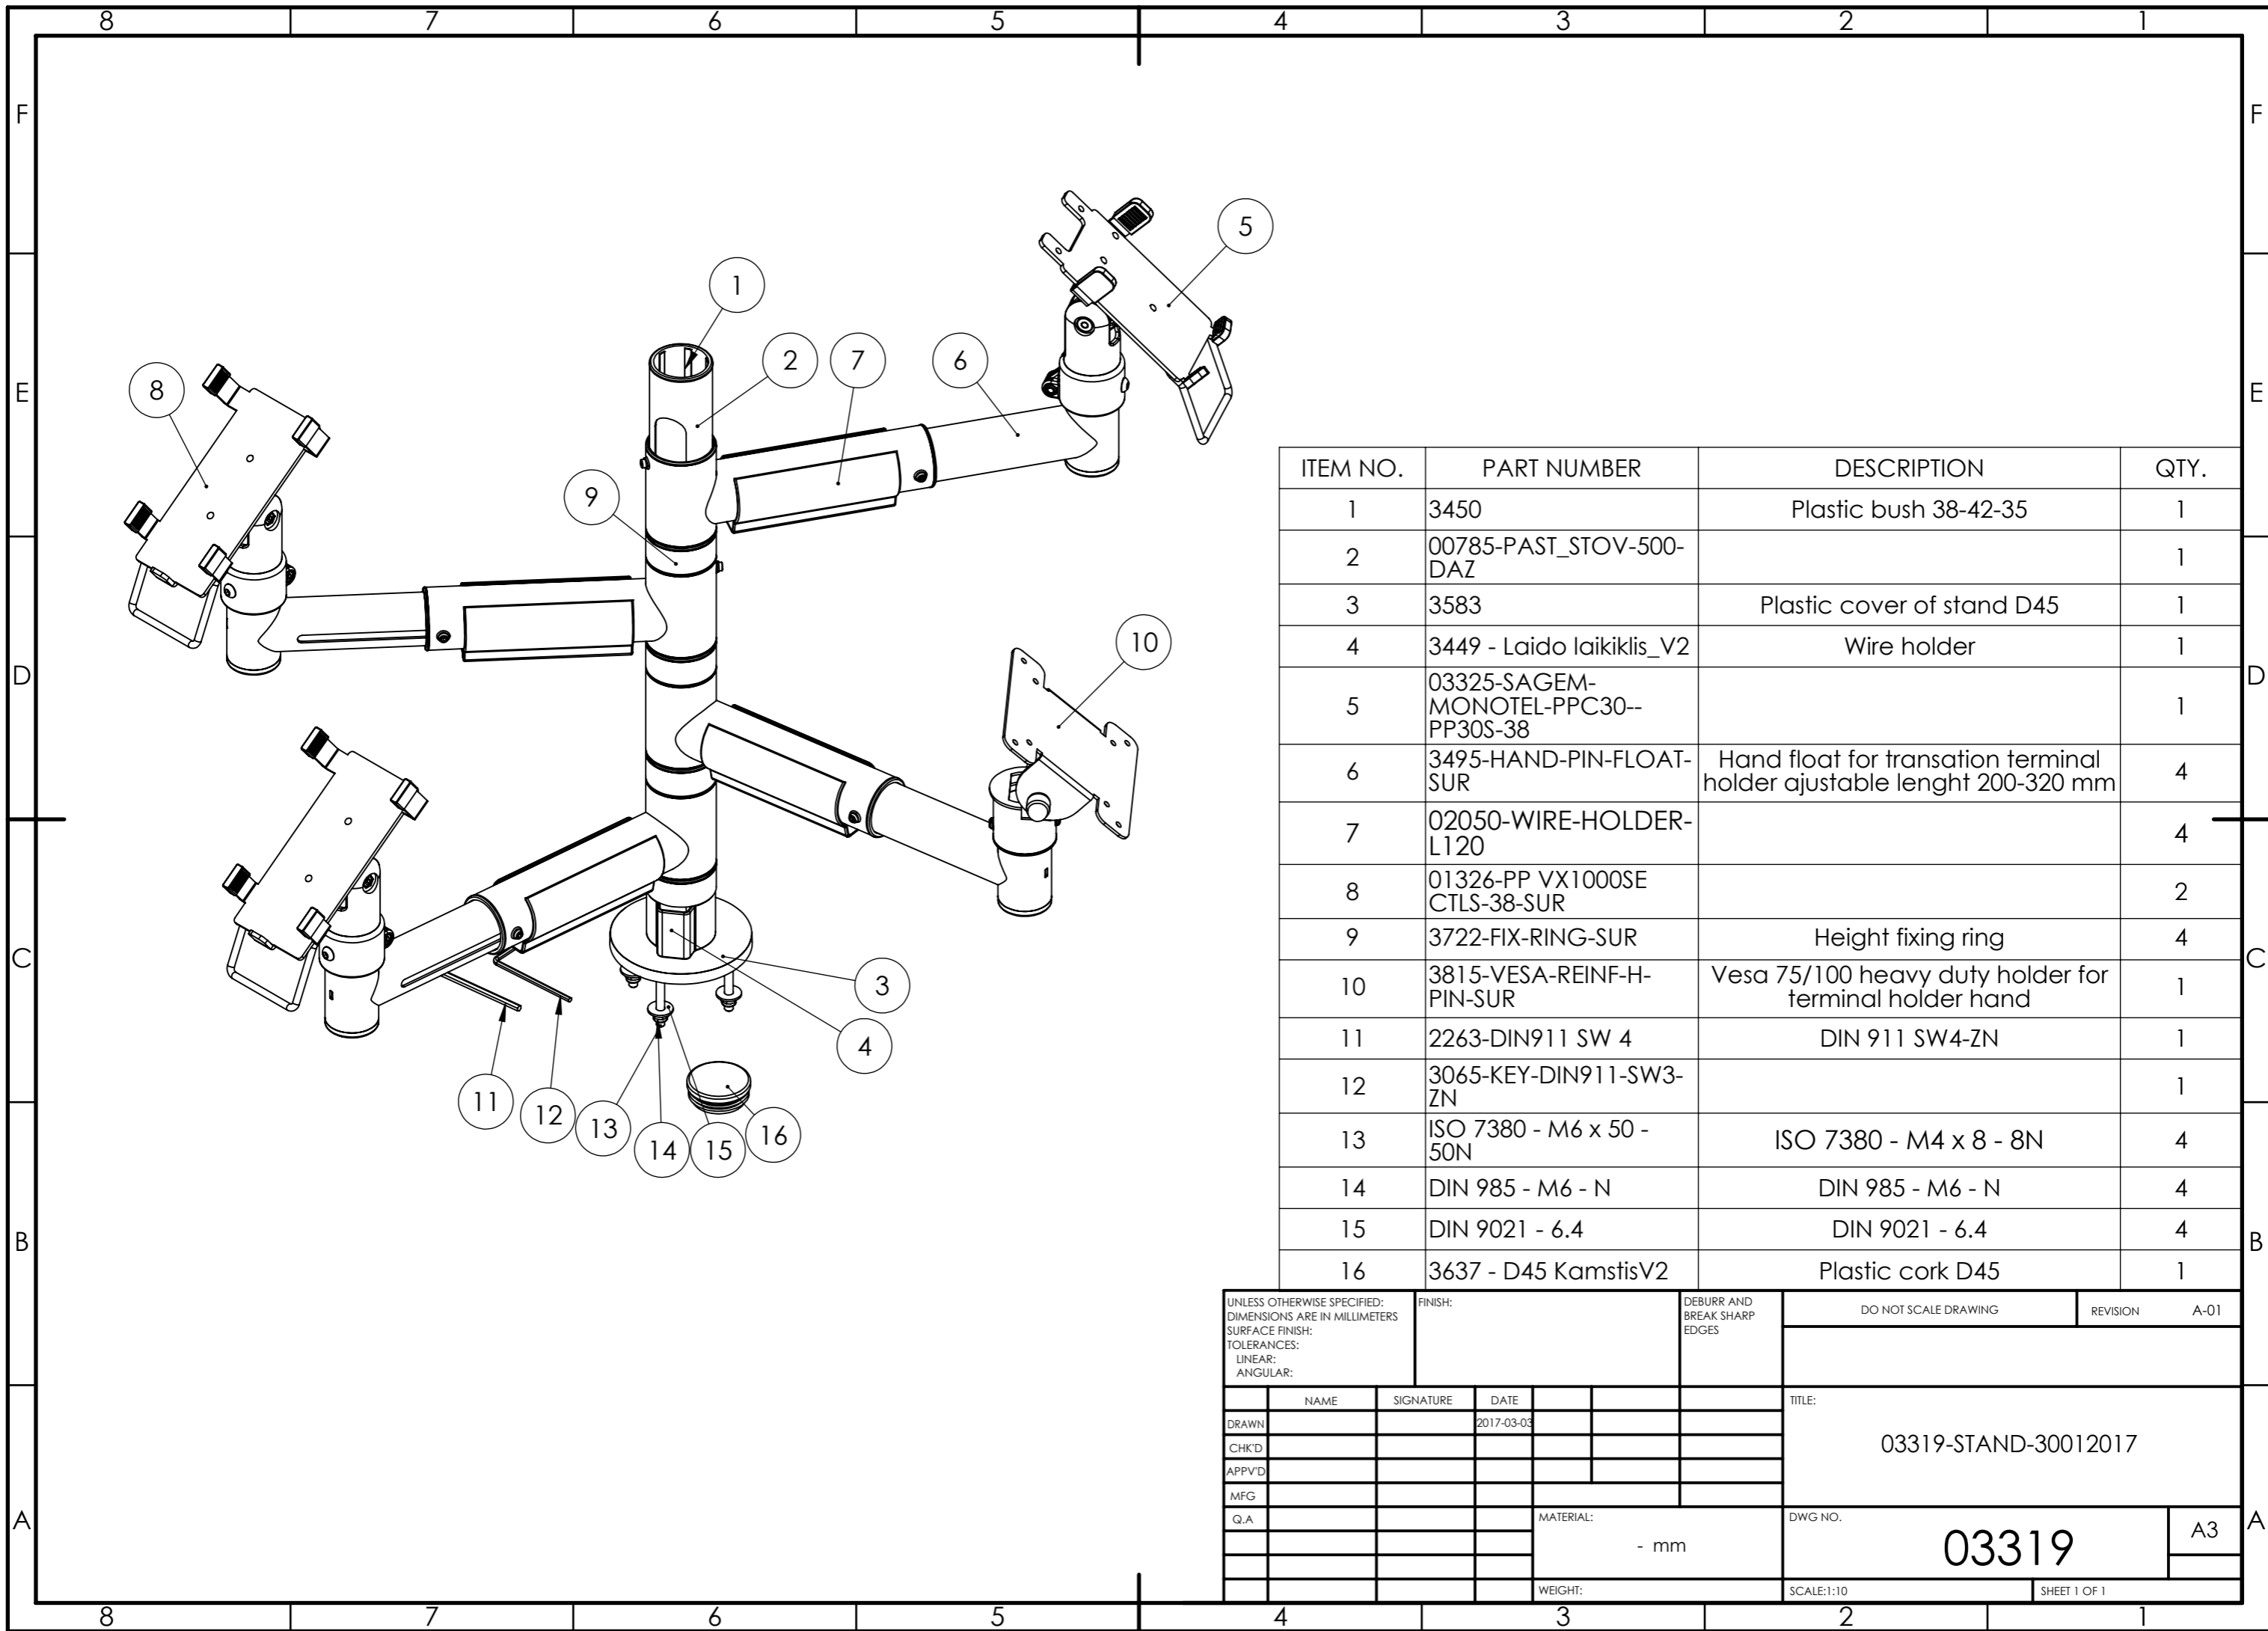 8 7 6 5 4 3 2 1
F F
E E
D D
C C
B B
A A
1
2
7
6
5
8
9
10
3
4
11
12
13
14
15
16
ITEM NO. PART NUMBER DESCRIPTION QTY.
1 3450 Plastic bush 38-42-35 1
2 00785-PAST_STOV-500-
DAZ 1
3 3583 Plastic cover of stand D45 1
4 3449 - Laido laikiklis_V2 Wire holder 1
5 03325-SAGEM-
MONOTEL-PPC30--
PP30S-38 1
6 3495-HAND-PIN-FLOAT-
SUR Hand float for transation terminal
holder ajustable lenght 200-320 mm 4
7 02050-WIRE-HOLDER-
L120 4
8 01326-PP VX1000SE
CTLS-38-SUR 2
9 3722-FIX-RING-SUR Height fixing ring 4
10 3815-VESA-REINF-H-
PIN-SUR Vesa 75/100 heavy duty holder for
terminal holder hand 1
11 2263-DIN911 SW 4 DIN 911 SW4-ZN 1
12 3065-KEY-DIN911-SW3-
ZN 1
13 ISO 7380 - M6 x 50 -
50N ISO 7380 - M4 x 8 - 8N 4
14 DIN 985 - M6 - N DIN 985 - M6 - N 4
15 DIN 9021 - 6.4 DIN 9021 - 6.4 4
16 3637 - D45 KamstisV2 Plastic cork D45 1
UNLESS OTHERWISE SPECIFIED:
DIMENSIONS ARE IN MILLIMETERS
SURFACE FINISH:
TOLERANCES:
LINEAR:
ANGULAR:
FINISH:
DEBURR AND
BREAK SHARP
EDGES
DO NOT SCALE DRAWING
REVISION A-01
NAME SIGNATURE DATE
DRAWN 2017-03-03
CHK'D
APPV'D
MFG
Q.A
TITLE:
03319-STAND-30012017
MATERIAL:
- mm
DWG NO.
03319
A3
WEIGHT:
SCALE:1:10
SHEET 1 OF 1
8 7 6 5 4 3 2 1